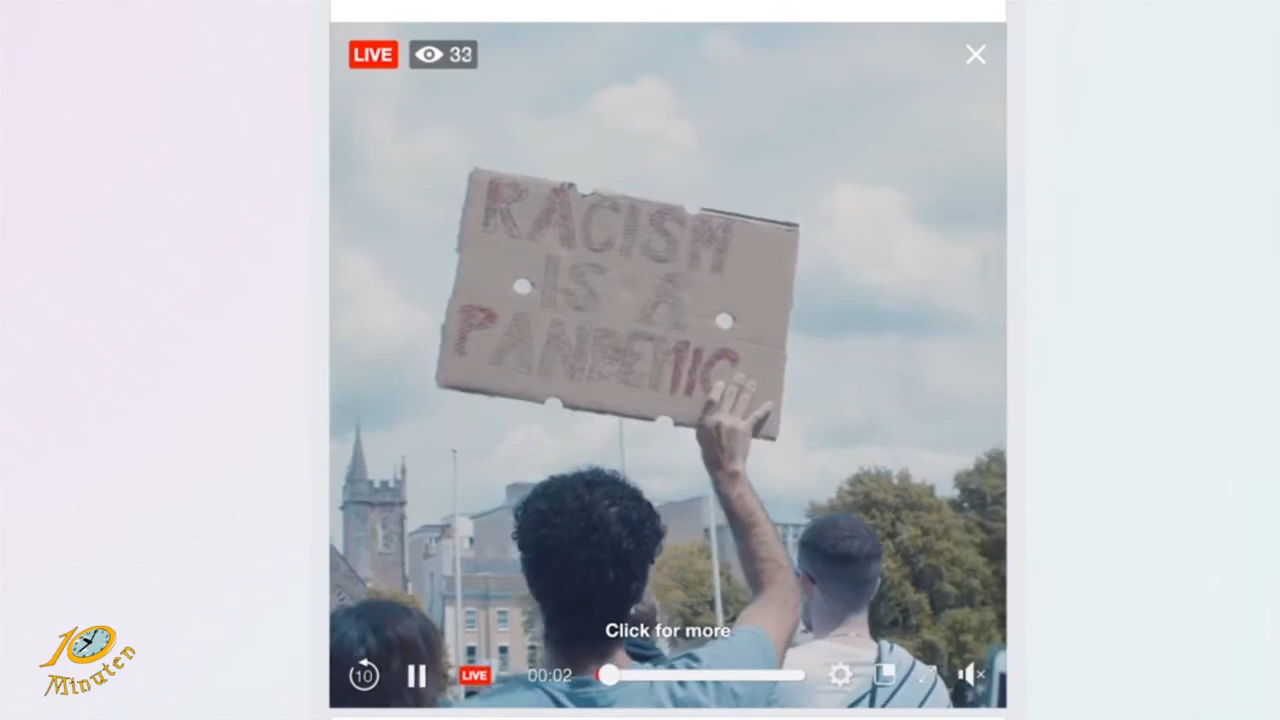 LIVE 33
RACISM
IS A
PANDEMIC
Click for more
10 LIVE 00:02
10
Minuten